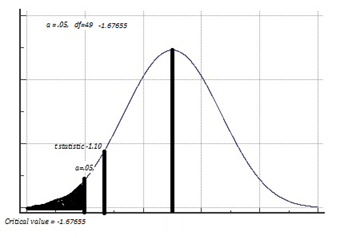 a = .05, df=49 -1.67655
t statistic -1.10
a=.05,
Critical value = -1.67655